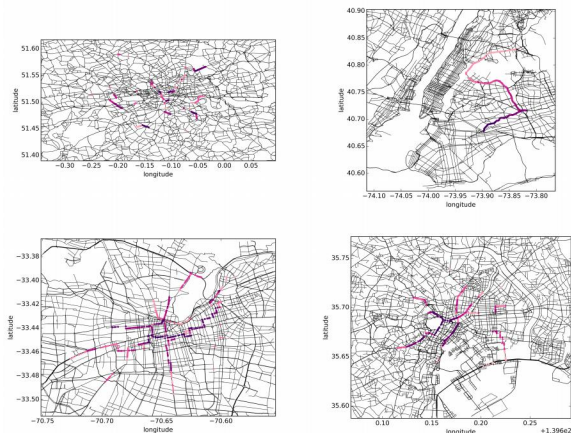 51.60
51.55
51.50
51.45
51.40
latitude
−0.30 −0.25 −0.20 −0.15 −0.10 −0.05 0.00 0.05
longitude
40.90
40.85
40.80
40.75
40.70
40.65
40.60
latitude
−74.10 −74.05 −74.00 −73.95 −73.90 −73.85 −73.80
longitude
−33.38
−33.40
−33.42
−33.44
−33.46
−33.48
−33.50
latitude
−70.75 −70.70 −70.65 −70.60
longitude
35.75
35.70
35.65
35.60
latitude
0.10 0.15 0.20 0.25 0.30
+1.396e2
longitude